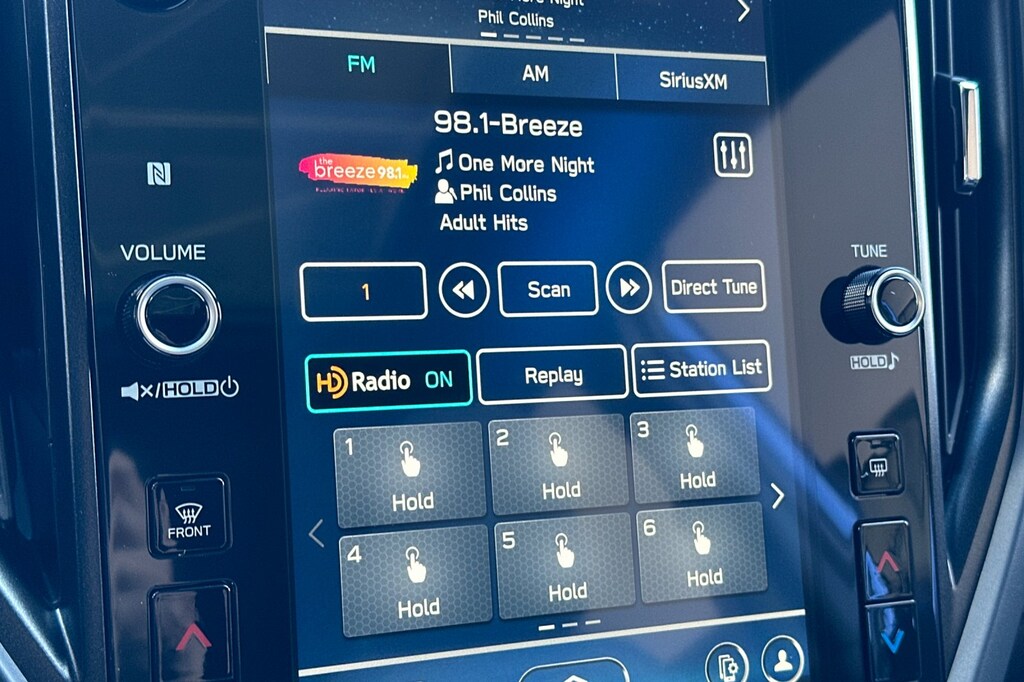 More Night
Phil Collins
FM
AM
SiriusXM
98.1-Breeze
the
breeze 98.1
One More Night
Phil Collins
Adult Hits
VOLUME
TUNE
1
Scan
Direct Tune
HD Radio ON
Replay
Station List
/HOLD
HOLD
1
Hold
2
Hold
3
Hold
FRONT
4
Hold
5
Hold
6
Hold